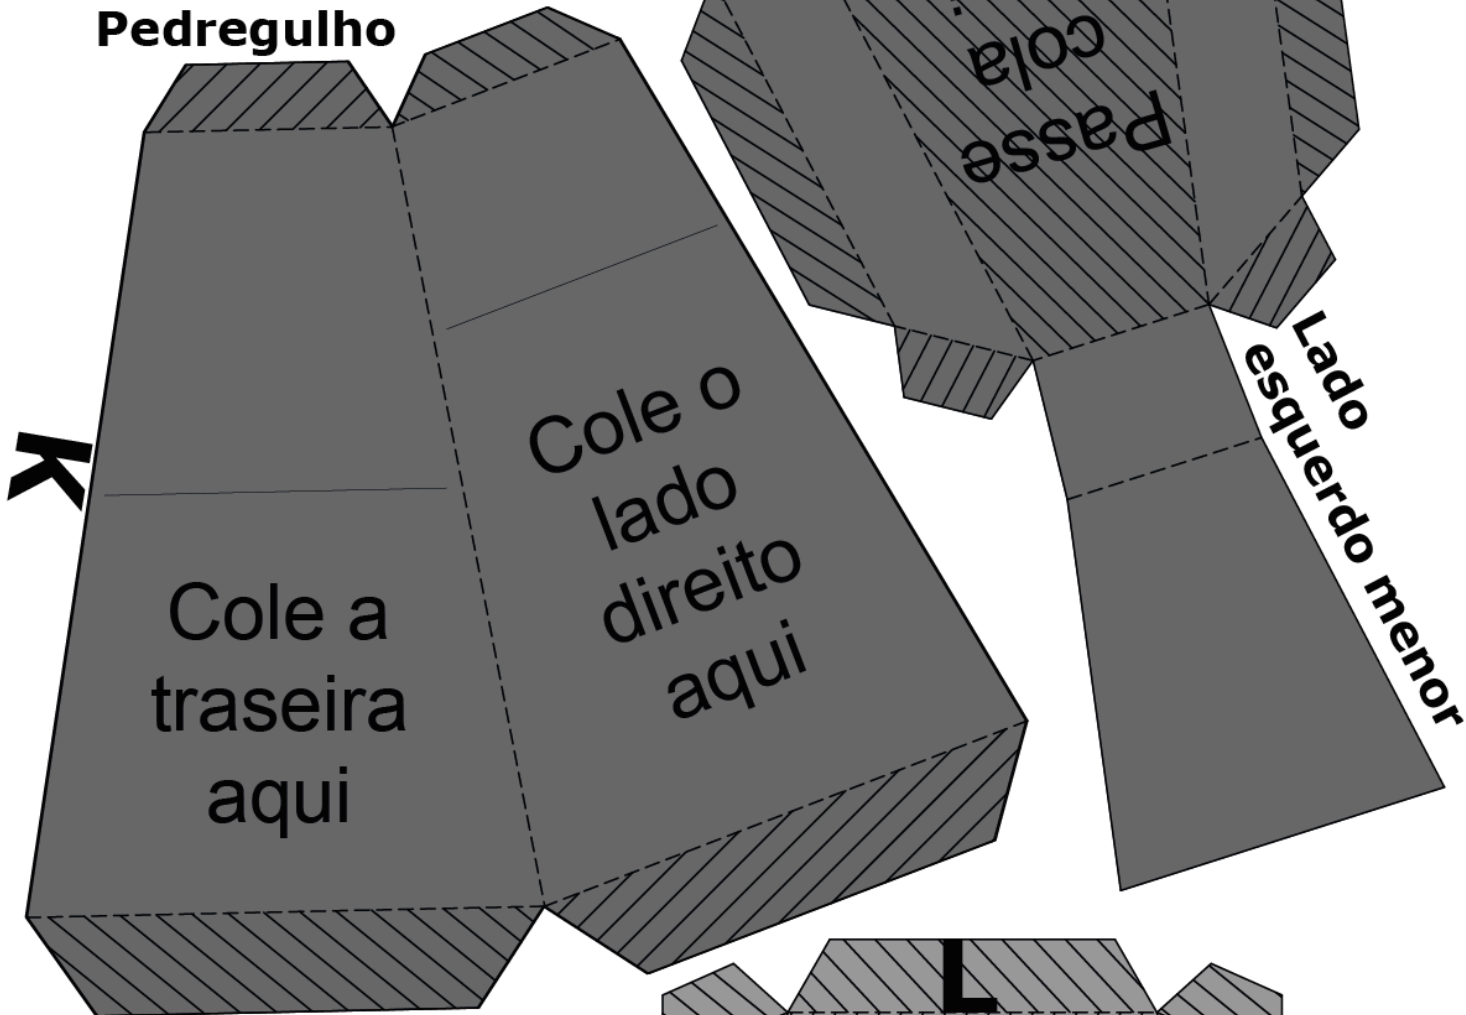 Pedregulho
K
Cole a
traseira
aqui
Cole o
lado
direito
aqui
Passe
cola
Lado
esquerdo menor
L